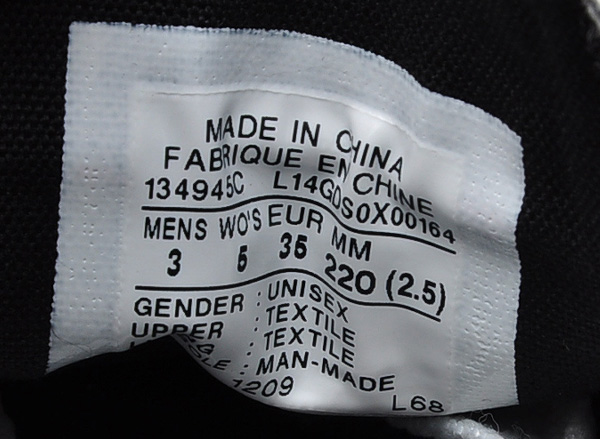 MADE IN CHINA
FABRIQUE EN CHINE
134945C L14GDS0X00164
MENS WO'S EUR MM
3 5 35 220 (2.5)
GENDER : UNISEX
UPPER : TEXTILE
: TEXTILE
: MAN-MADE
1209 L68